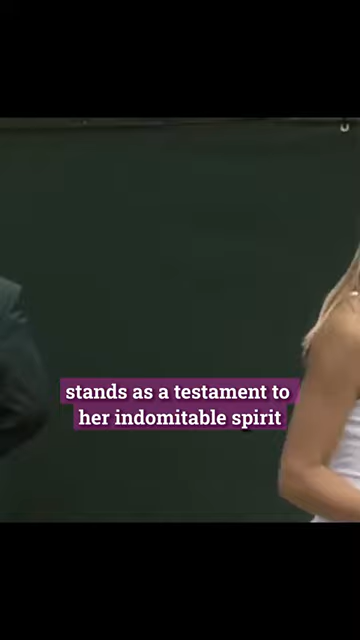 stands as a testament to
her indomitable spirit